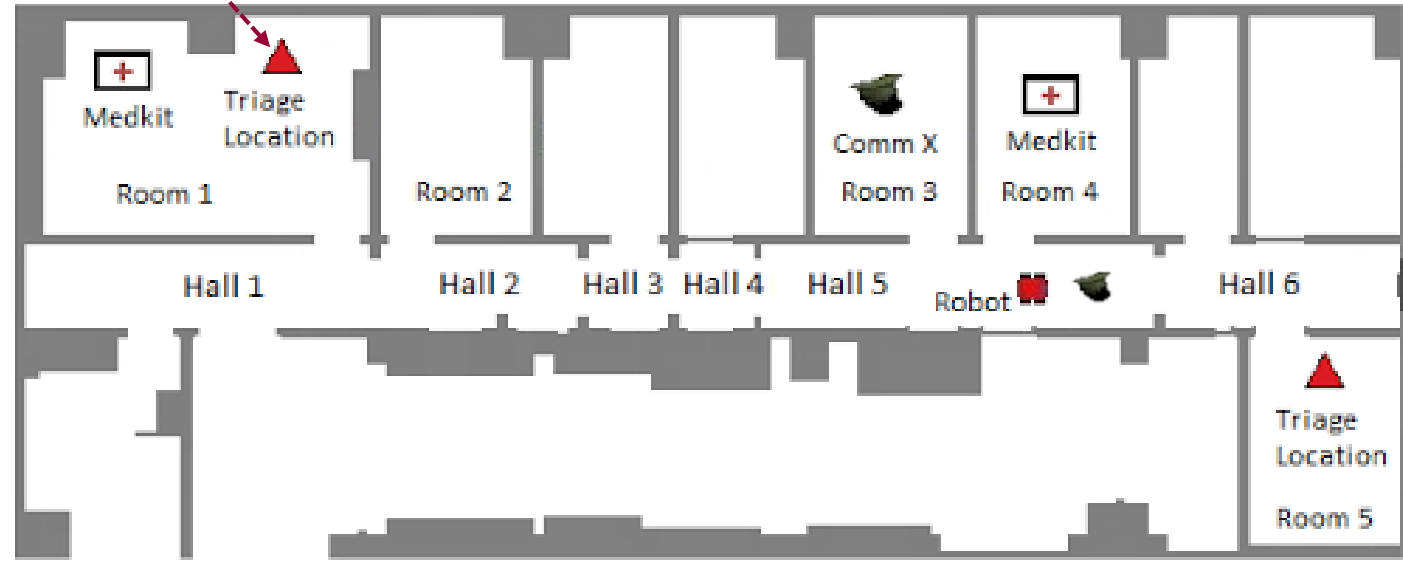 Medkit
Triage
Location
Room 1
Room 2
Comm X
Room 3
Medkit
Room 4
Hall 1
Hall 2
Hall 3
Hall 4
Hall 5
Robot
Hall 6
Triage
Location
Room 5